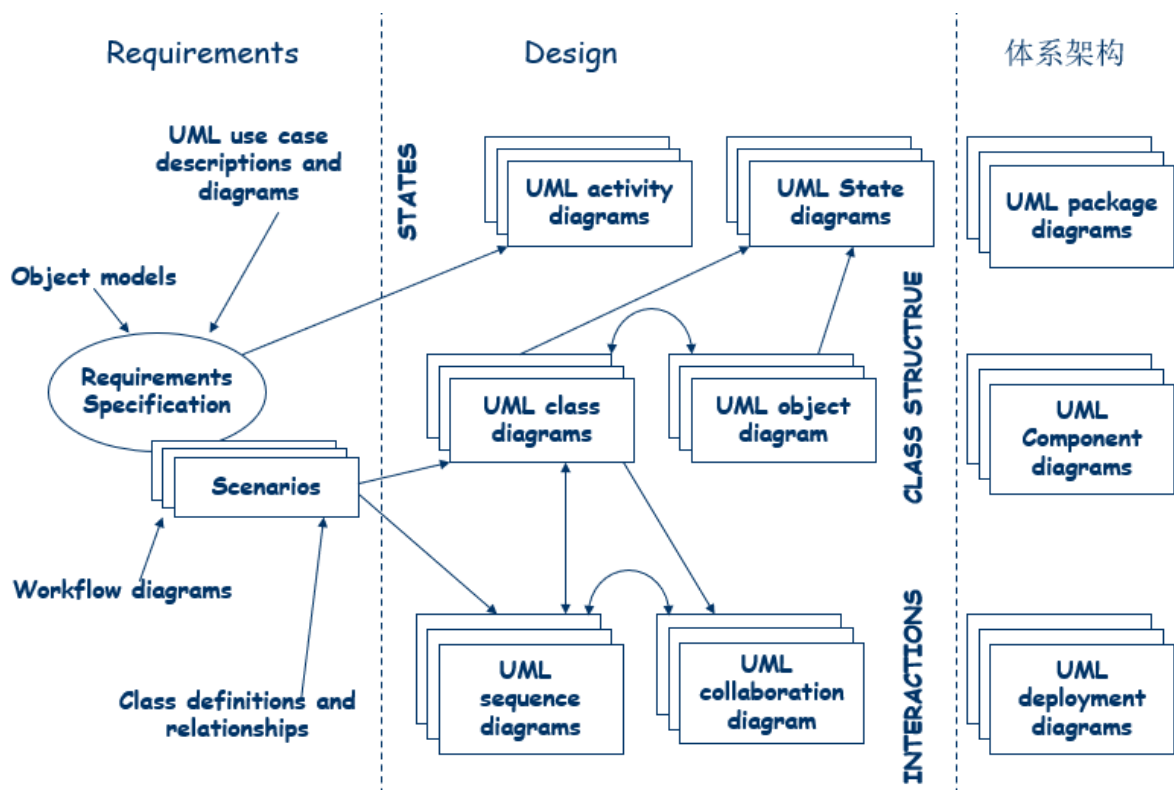 Requirements
Design
体系架构
UML use case
descriptions and
diagrams
Object models
Requirements
Specification
Scenarios
Workflow diagrams
Class definitions and
relationships
STATES
UML activity
diagrams
UML State
diagrams
CLASS STRUCTRUE
UML class
diagrams
UML object
diagram
INTERACTIONS
UML
sequence
diagrams
UML
collaboration
diagram
UML package
diagrams
UML
Component
diagrams
UML
deployment
diagrams